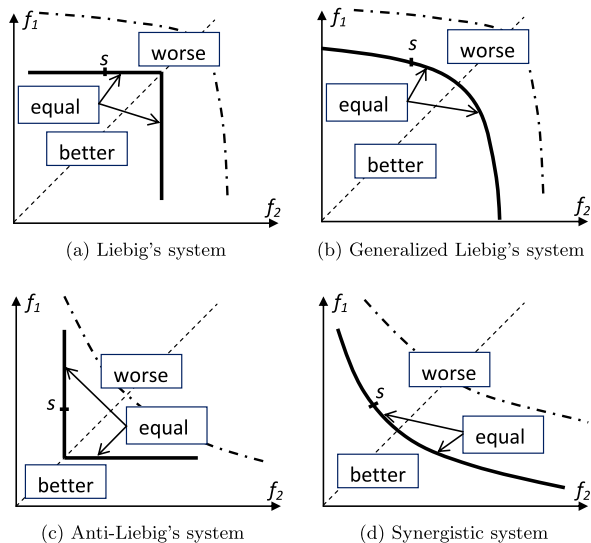 f1
worse
s
equal
better
f2
(a) Liebig's system
f1
worse
s
equal
better
f2
(b) Generalized Liebig's system
f1
worse
s
equal
better
f2
(c) Anti-Liebig's system
f1
worse
s
equal
better
f2
(d) Synergistic system